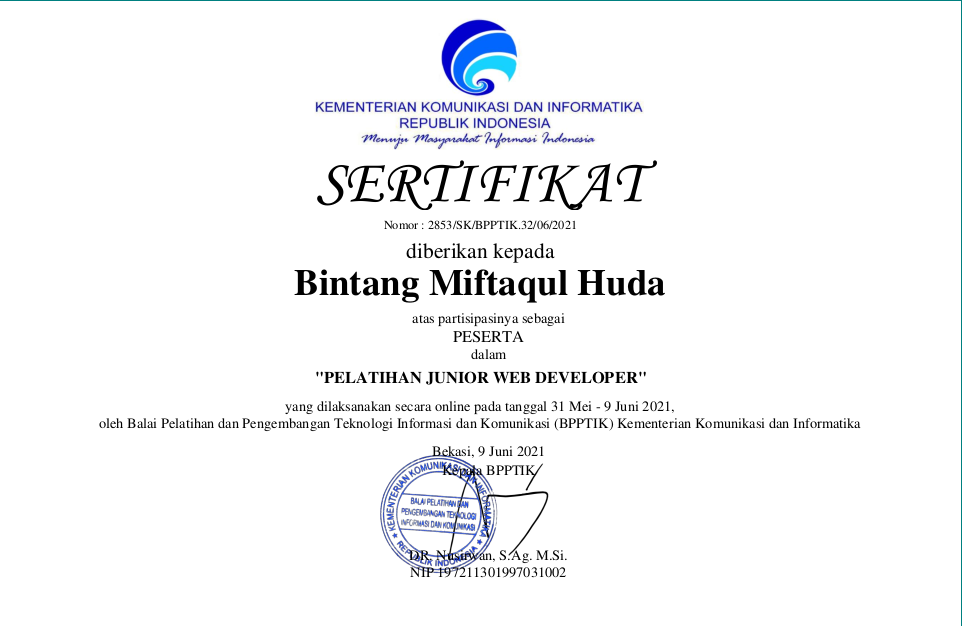 KEMENTERIAN KOMUNIKASI DAN INFORMATIKA
REPUBLIK INDONESIA
Menuju Masyarakat Informasi Indonesia
SERTIFIKAT
Nomor : 2853/SK/BPPTIK.32/06/2021
diberikan kepada
Bintang Miftaqul Huda
atas partisipasinya sebagai
PESERTA
dalam
"PELATIHAN JUNIOR WEB DEVELOPER"
yang dilaksanakan secara online pada tanggal 31 Mei - 9 Juni 2021,
oleh Balai Pelatihan dan Pengembangan Teknologi Informasi dan Komunikasi (BPPTIK) Kementerian Komunikasi dan Informatika
Bekasi, 9 Juni 2021
Kepala BPPTIK
KEMENTERIAN KOMUNIKASI DAN INFORMATIKA
BALAI PELATIHAN DAN
PENGEMBANGAN TEKNOLOGI
INFORMASI DAN KOMUNIKASI
REPUBLIK INDONESIA
DR. Nusirwan, S.Ag. M.Si.
NIP 197211301997031002